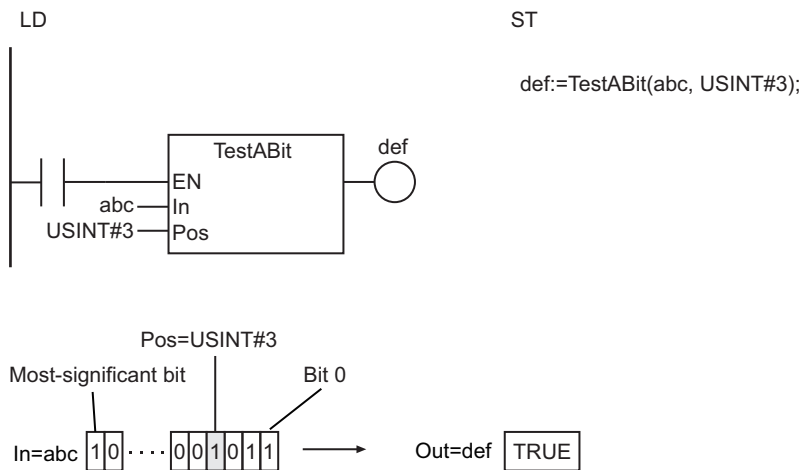 LD
ST
def:=TestABit(abc, USINT#3);
TestABit
def
EN
abc In
USINT#3 Pos
Pos=USINT#3
Most-significant bit
Bit 0
In=abc 1 0 · · · · 0 0 1 0 1 1
Out=def TRUE